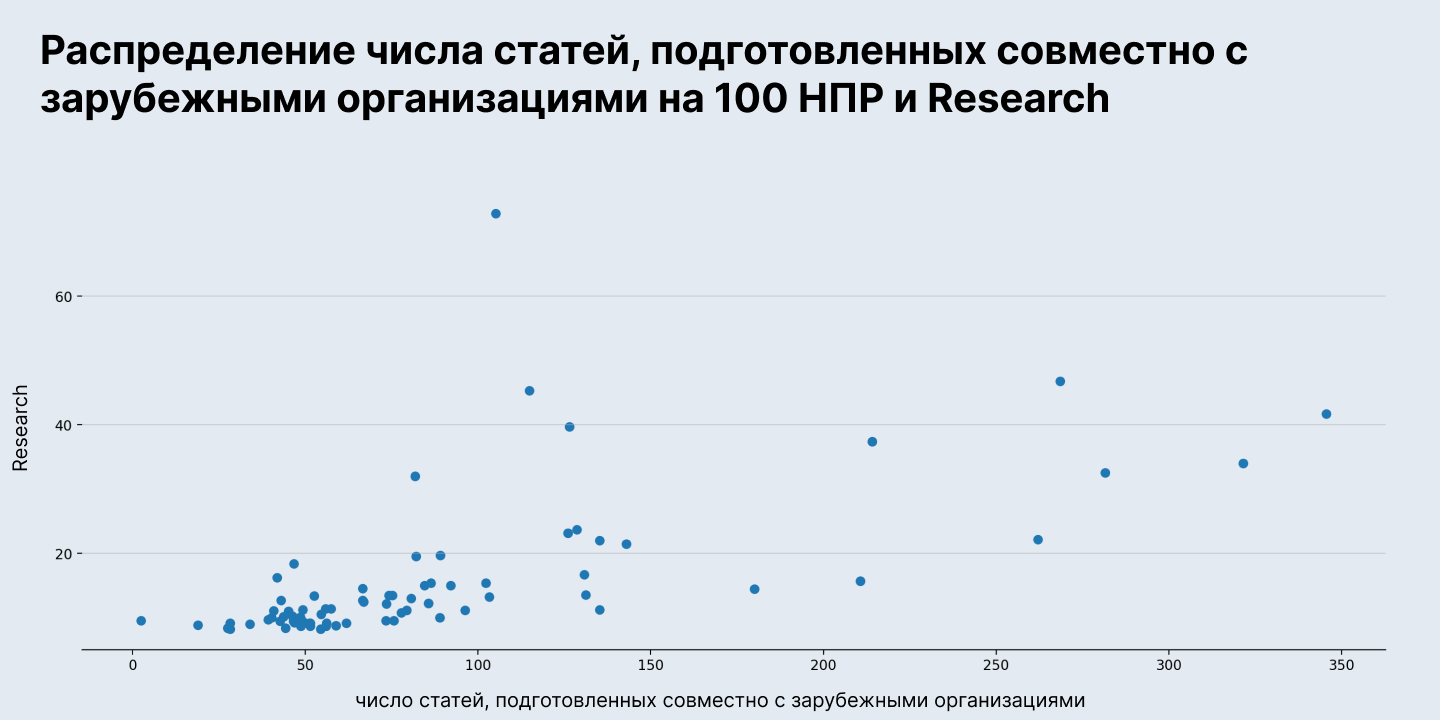 Распределение числа статей, подготовленных совместно с
зарубежными организациями на 100 НПР и Research
60
40
20
Research
0 50 100 150 200 250 300 350
число статей, подготовленных совместно с зарубежными организациями